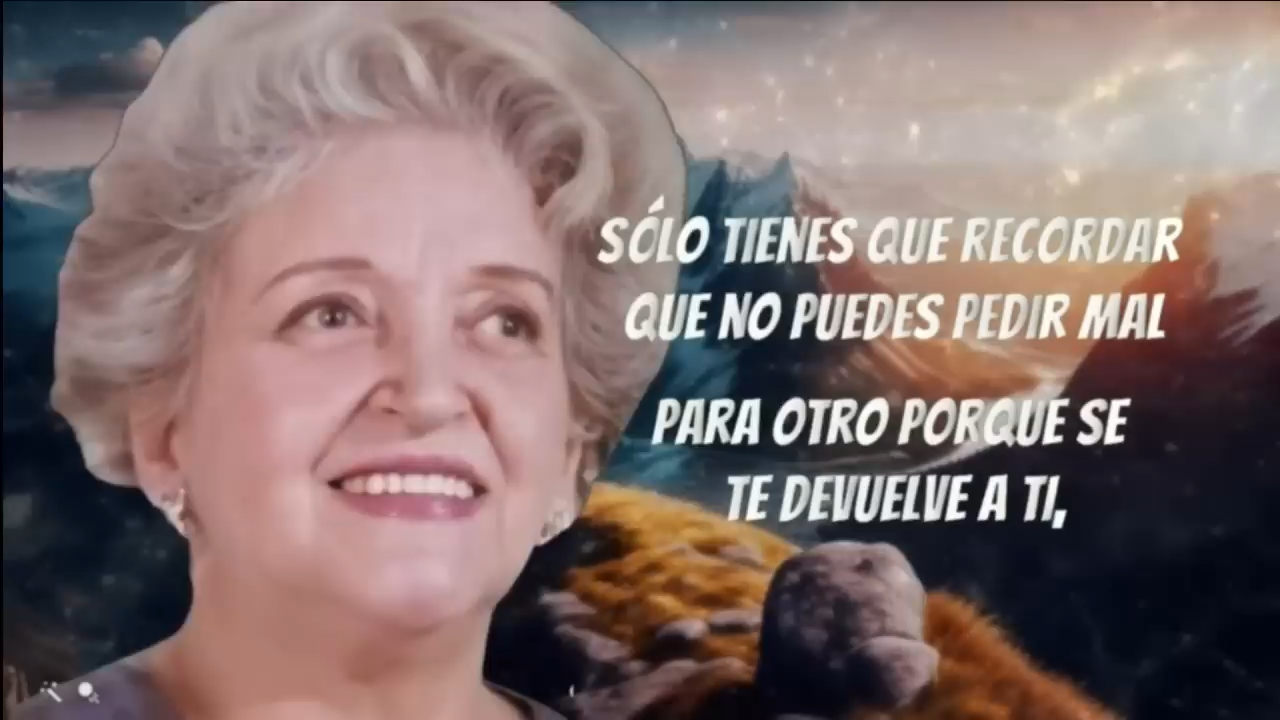 SÓLO TIENES QUE RECORDAR
QUE NO PUEDES PEDIR MAL
PARA OTRO PORQUE SE
TE DEVUELVE A TI,